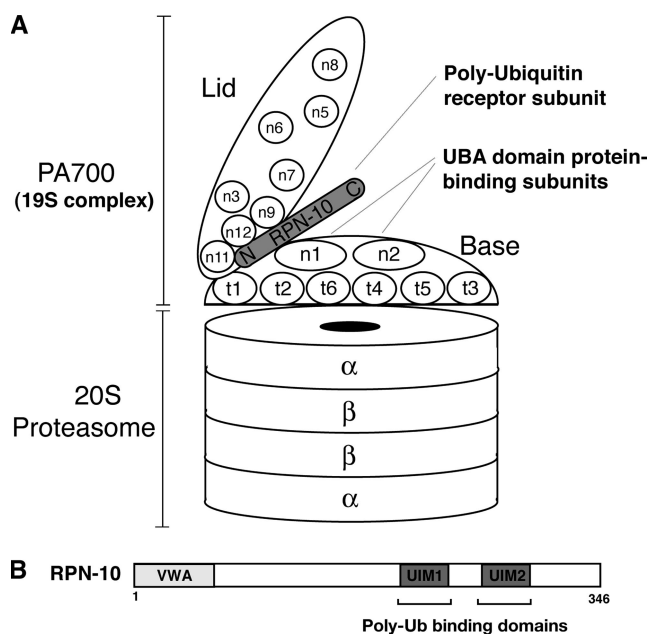 A
Lid
n8
n5
n6
n7
n3
n9
n12
n11
N RPN-10 C
Poly-Ubiquitin
receptor subunit
UBA domain protein-
binding subunits
PA700
(19S complex)
Base
n1 n2
t1 t2 t6 t4 t5 t3
20S
Proteasome
α
β
β
α
B RPN-10 VWA UIM1 UIM2
1 346
Poly-Ub binding domains